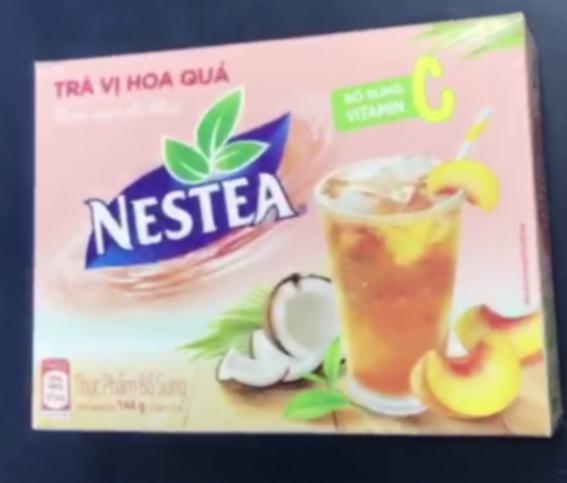 TRÀ VỊ HOA QUẢ
BỔ SUNG
VITAMIN C
NESTEA
Thực Phẩm Bổ Sung
144 g